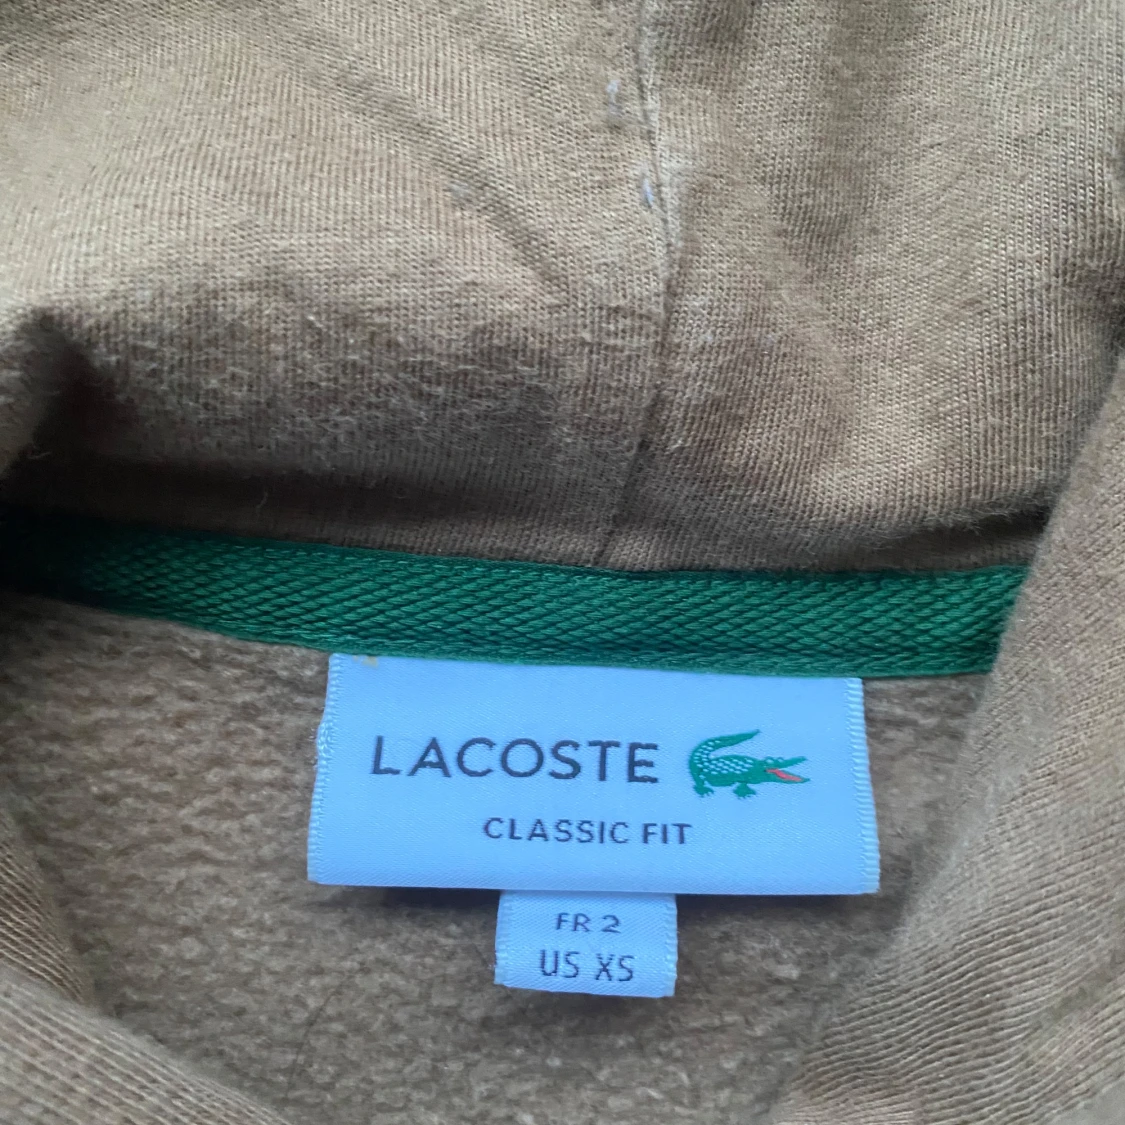 LACOSTE
CLASSIC FIT
FR 2
US XS